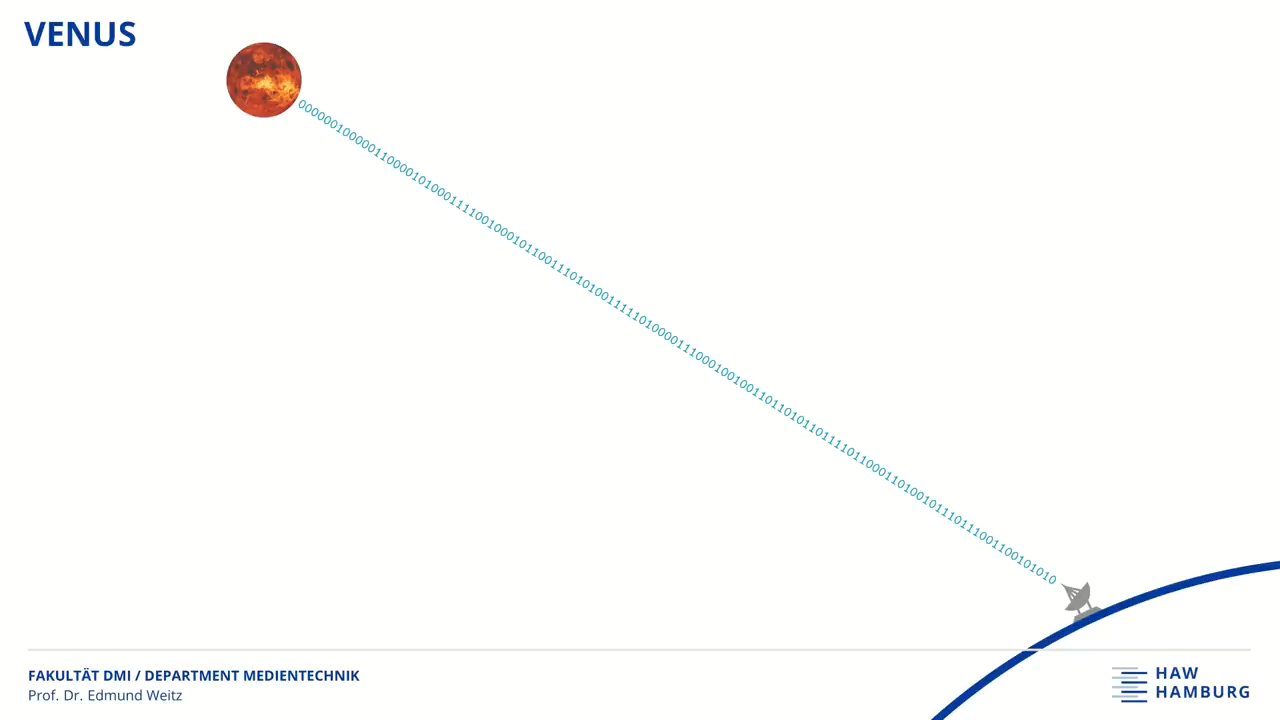 VENUS
000000100000110000101000111100100010110011101010011111010000111000100100110110101101111011000110100101110111001100101010
FAKULTÄT DMI / DEPARTMENT MEDIENTECHNIK
Prof. Dr. Edmund Weitz
HAW
HAMBURG